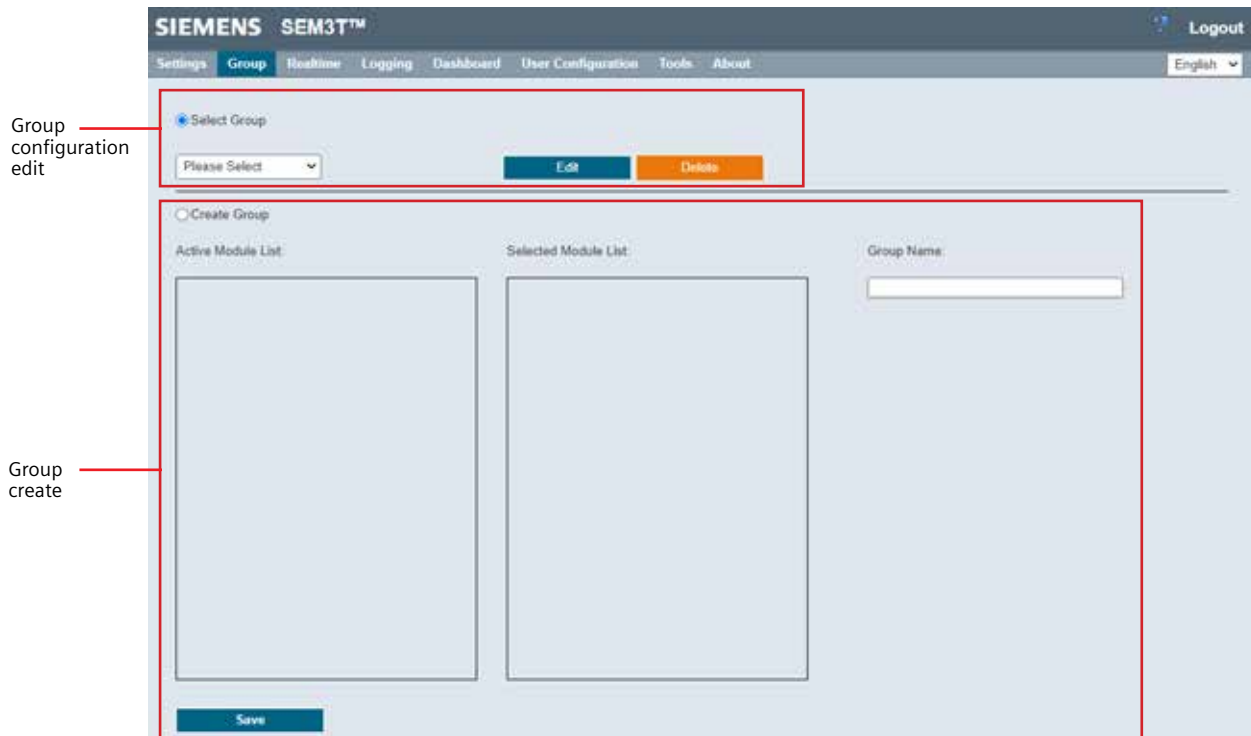 SIEMENS SEM3T™
Logout
Settings Group Realtime Logging Dashboard User Configuration Tools About
English
Group configuration edit
Select Group
Please Select
Edit
Delete
Create Group
Active Module List:
Selected Module List:
Group Name:
Group create
Save